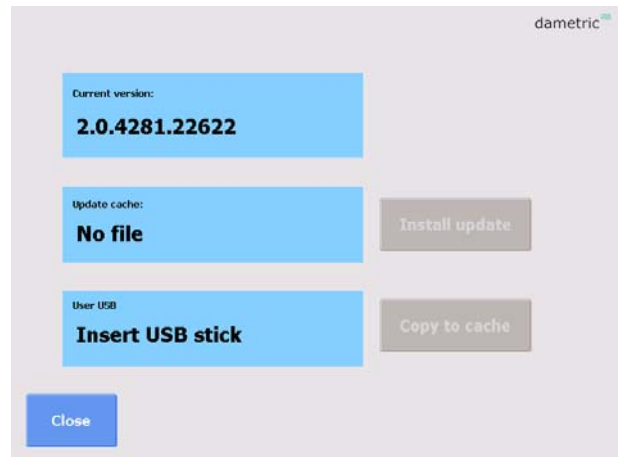 dametric
Current version:
2.0.4281.22622
Update cache:
No file
Install update
User USB
Insert USB stick
Copy to cache
Close